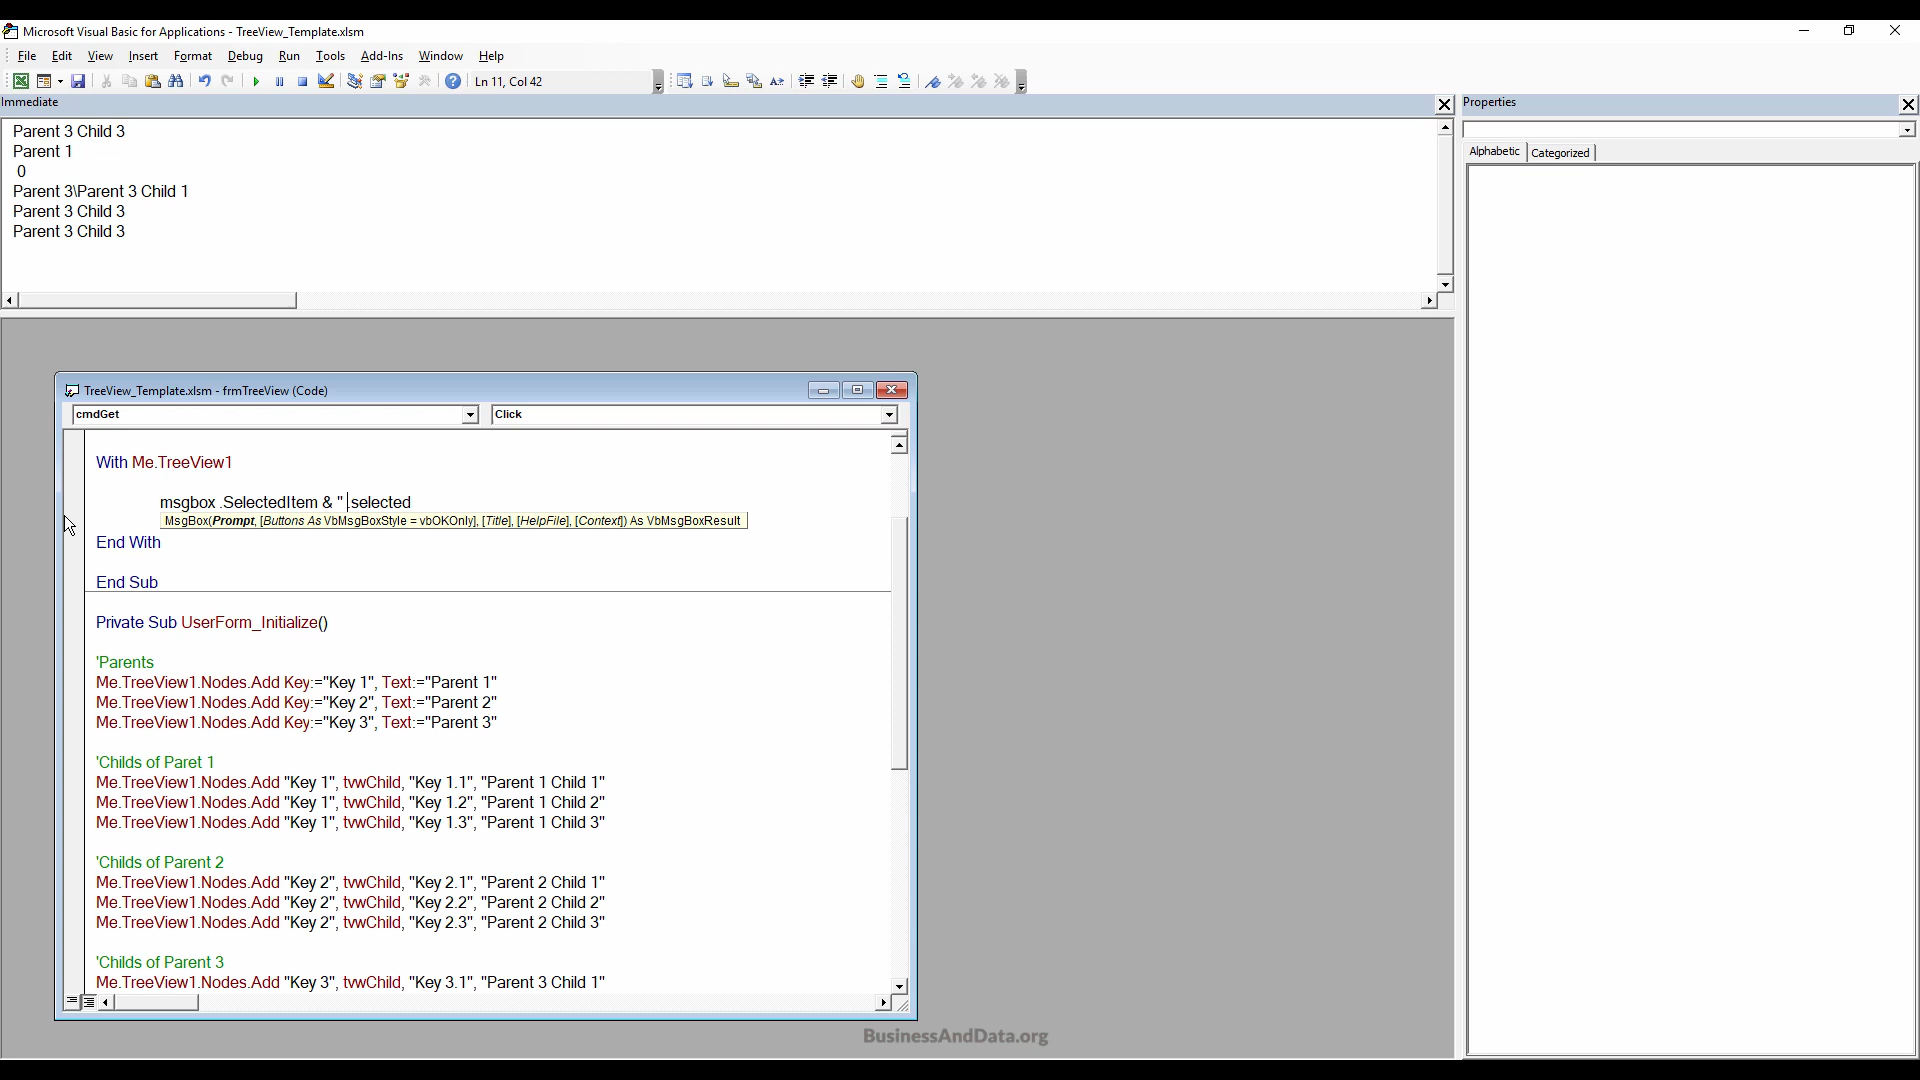 Microsoft Visual Basic for Applications - TreeView_Template.xlsm
File Edit View Insert Format Debug Run Tools Add-Ins Window Help
Ln 11, Col 42
Immediate
Parent 3 Child 3
Parent 1
0
Parent 3\Parent 3 Child 1
Parent 3 Child 3
Parent 3 Child 3
Properties
Alphabetic Categorized
TreeView_Template.xlsm - frmTreeView (Code)
cmdGet Click
With Me.TreeView1
msgbox .SelectedItem & " .selected
MsgBox(Prompt, [Buttons As VbMsgBoxStyle = vbOKOnly], [Title], [HelpFile], [Context]) As VbMsgBoxResult
End With
End Sub
Private Sub UserForm_Initialize()
'Parents
Me.TreeView1.Nodes.Add Key:="Key 1", Text:="Parent 1"
Me.TreeView1.Nodes.Add Key:="Key 2", Text:="Parent 2"
Me.TreeView1.Nodes.Add Key:="Key 3", Text:="Parent 3"
'Childs of Paret 1
Me.TreeView1.Nodes.Add "Key 1", tvwChild, "Key 1.1", "Parent 1 Child 1"
Me.TreeView1.Nodes.Add "Key 1", tvwChild, "Key 1.2", "Parent 1 Child 2"
Me.TreeView1.Nodes.Add "Key 1", tvwChild, "Key 1.3", "Parent 1 Child 3"
'Childs of Parent 2
Me.TreeView1.Nodes.Add "Key 2", tvwChild, "Key 2.1", "Parent 2 Child 1"
Me.TreeView1.Nodes.Add "Key 2", tvwChild, "Key 2.2", "Parent 2 Child 2"
Me.TreeView1.Nodes.Add "Key 2", tvwChild, "Key 2.3", "Parent 2 Child 3"
'Childs of Parent 3
Me.TreeView1.Nodes.Add "Key 3", tvwChild, "Key 3.1", "Parent 3 Child 1"
BusinessAndData.org